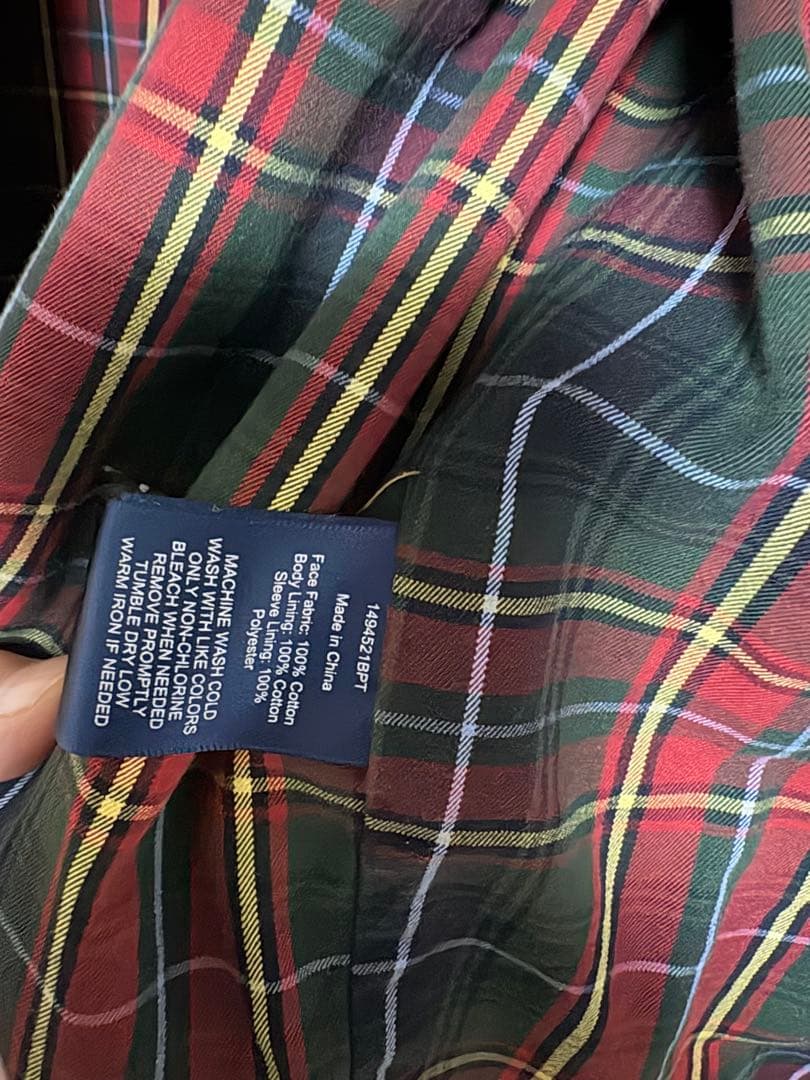 1494521BPT
Made in China
Face Fabric: 100% Cotton
Body Lining: 100% Cotton
Sleeve Lining: 100%
Polyester
MACHINE WASH COLD
WASH WITH LIKE COLORS
ONLY NON-CHLORINE
BLEACH WHEN NEEDED
REMOVE PROMPTLY
TUMBLE DRY LOW
WARM IRON IF NEEDED